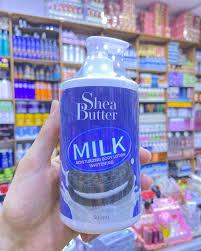 Shea
Butter
MILK
MOISTURIZING BODY LOTION
WHITENING